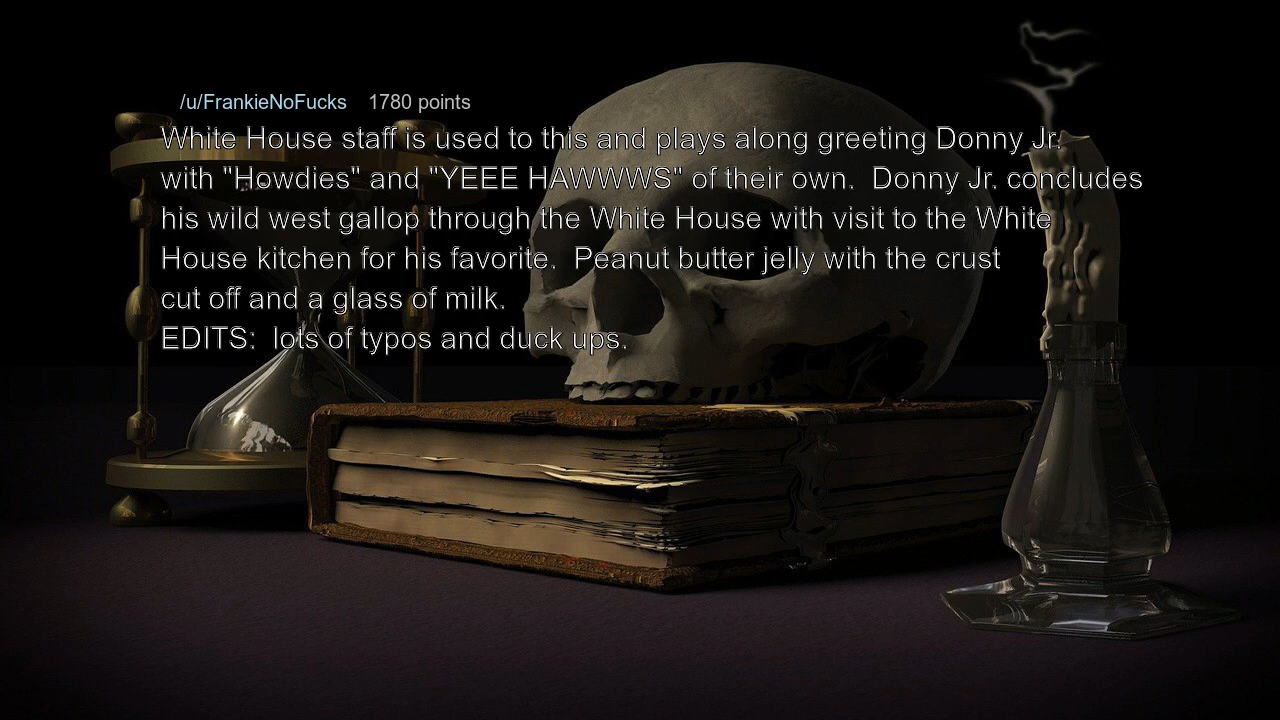 /u/FrankieNoFucks 1780 points
White House staff is used to this and plays along greeting Donny Jr.
with "Howdies" and "YEEE HAWWWS" of their own.  Donny Jr. concludes
his wild west gallop through the White House with visit to the White
House kitchen for his favorite.  Peanut butter jelly with the crust
cut off and a glass of milk.
EDITS:  lots of typos and duck ups.